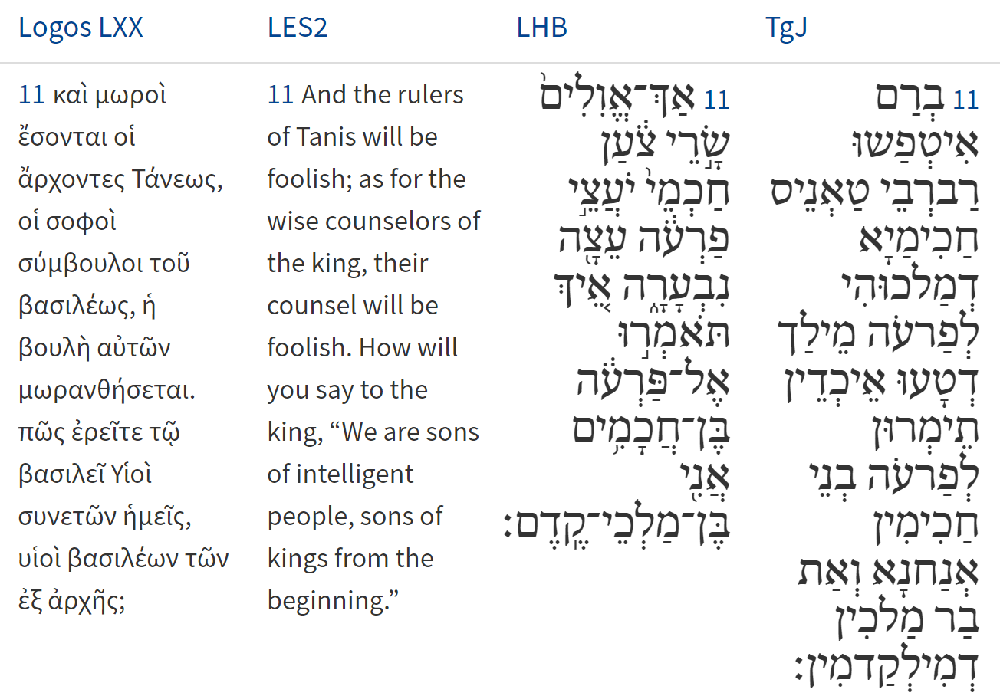 Logos LXX
LES2
LHB
TgJ
11 καὶ μωροὶ
ἔσονται οἱ
ἄρχοντες Τάνεως,
οἱ σοφοὶ
σύμβουλοι τοῦ
βασιλέως, ἡ
βουλὴ αὐτῶν
μωρανθήσεται.
πῶς ἐρεῖτε τῷ
βασιλεῖ Υἱοὶ
συνετῶν ἡμεῖς,
υἱοὶ βασιλέων τῶν
ἐξ ἀρχῆς;
11 And the rulers
of Tanis will be
foolish; as for the
wise counselors of
the king, their
counsel will be
foolish. How will
you say to the
king, “We are sons
of intelligent
people, sons of
kings from the
beginning.”
11 אַךְ־אֱוִלִים֙
שָׂ֣רֵי צֹ֔עַן
חַכְמֵי֙ יֹעֲצֵ֣י
פַרְעֹ֔ה עֵצָ֖ה
נִבְעָרָ֑ה אֵ֚יךְ
תֹּאמְר֣וּ
אֶל־פַּרְעֹ֔ה
בֶּן־חֲכָמִ֥ים
אֲנִ֖י
בֶּן־מַלְכֵי־קֶֽדֶם׃
11 בְרַם
אִיטְפַשוּ
רַברְבֵי טַאְנֵיס
חַכִימַיָא
דְמַלכוּהִי
לְפַרעֹה מֵילַך
דְטָעוּ אֵיכְדֵין
תֵימְרוּן
לְפַרעֹה בְנֵי
חַכִימִין
אְנַחנָא וְאַת
בַר מַלכִין
דְמִילְקַדמִין׃